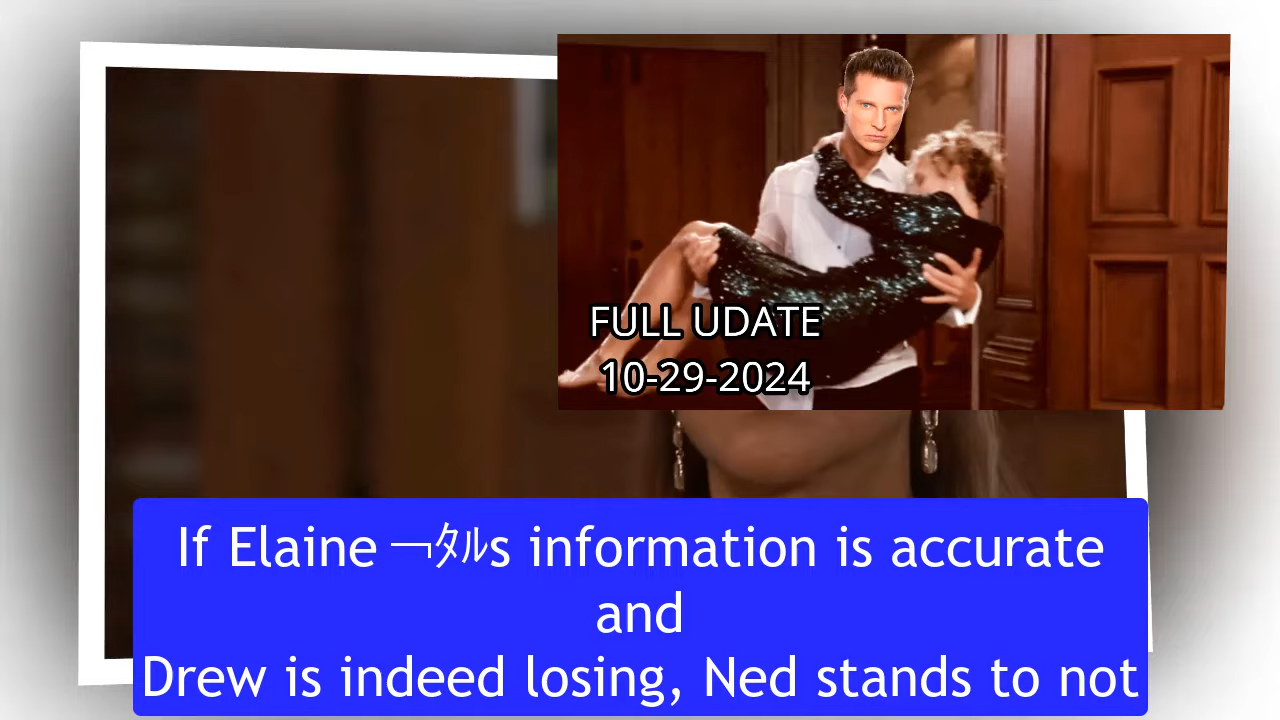 FULL UDATE
10-29-2024
If Elaine ￢ﾀﾙs information is accurate
and
Drew is indeed losing, Ned stands to not